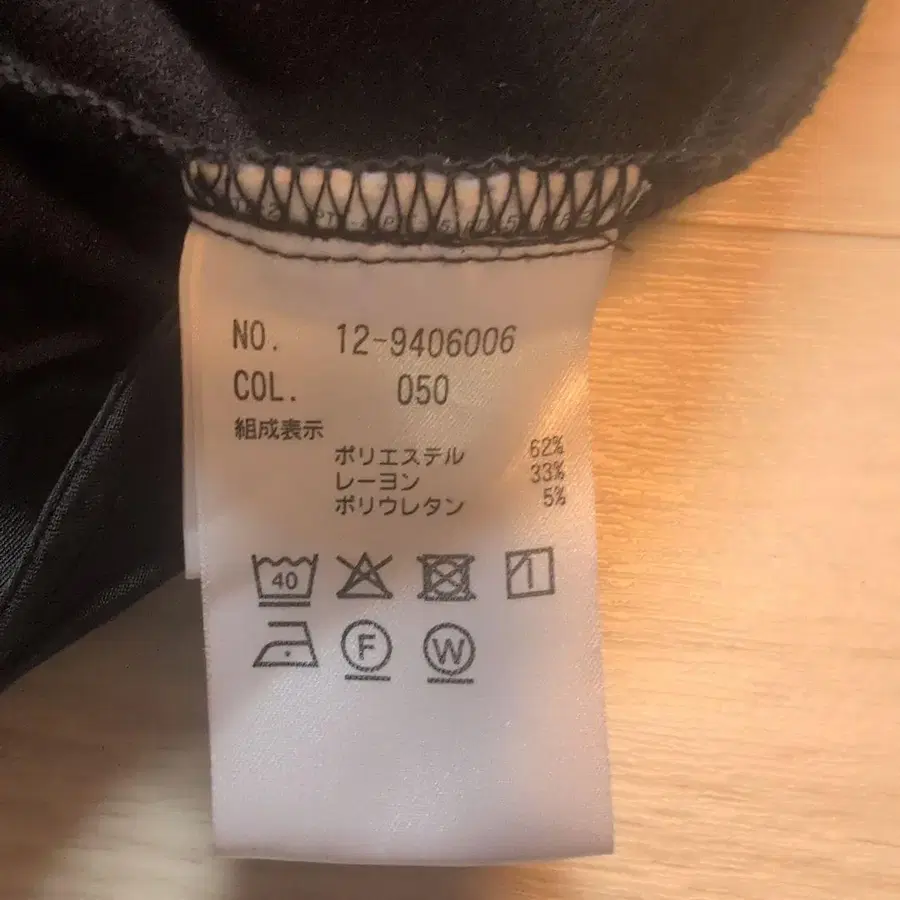 NO. 12-9406006
COL. 050
組成表示
ポリエステル 62%
レーヨン 33%
ポリウレタン 5%
40
F W